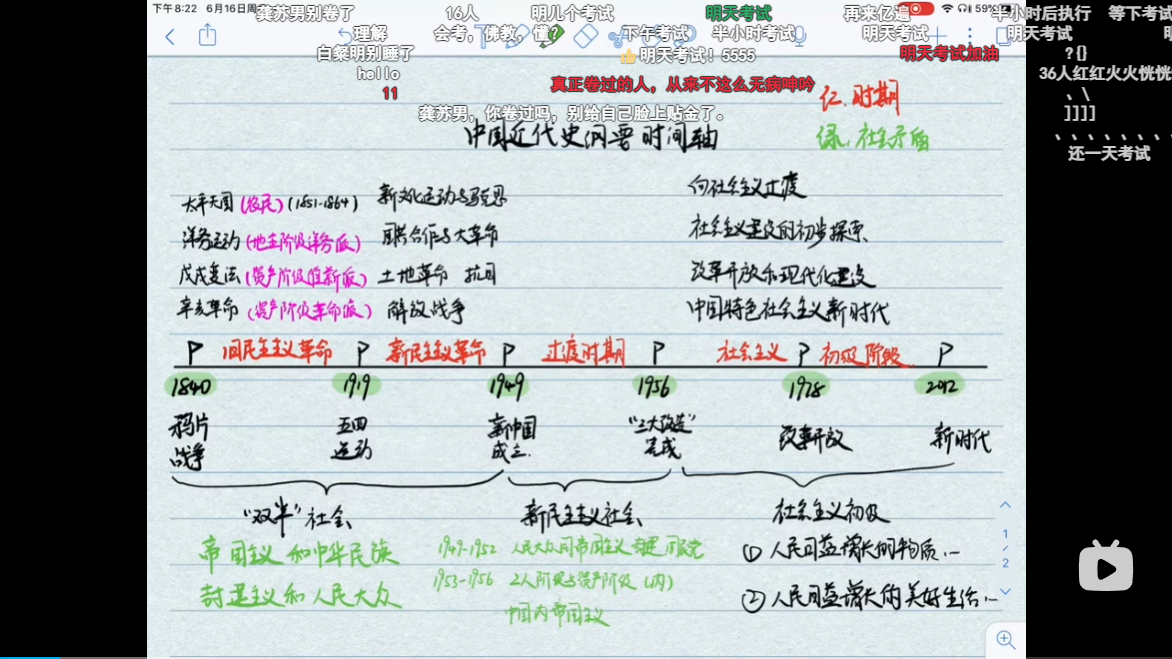 下午8:22 6月16日周
59%
龚苏男别卷了
16人
明儿个考试
明天考试
再来亿遍
半小时后执行
等下考试
理解
会考，佛教，懂？
下午考试
半小时考试
明天考试
明天考试
白粲明别睡了
👍明天考试！5555
明天考试加油
?{}
hello
36人红红火火恍恍
11
真正卷过的人，从来不这么无病呻吟
、\
龚苏男，你卷过吗，别给自己脸上贴金了。
]]]]
、、、、、、、
还一天考试
红.时期
中国近代史纲要时间轴
绿.社会矛盾
太平天国(农民)(1851-1864) 新文化运动与马克思 向社会主义过渡
洋务运动(地主阶级洋务派) 国共合作与大革命 社会主义建设的初步探索
戊戌变法(资产阶级维新派) 土地革命 抗日 改革开放和现代化建设
辛亥革命(资产阶级革命派) 解放战争 中国特色社会主义新时代
旧民主主义革命 新民主主义革命 过渡时期 社会主义 初级阶段
1840 1919 1949 1956 1978 2012
鸦片 五四 新中国 "三大改造" 改革开放 新时代
战争 运动 成立. 完成
"双半"社会 新民主主义社会 社会主义初级
帝国主义和中华民族 1949-1952 人民大众同帝国主义 ①人民日益增长的物质...
封建主义和人民大众 1953-1956 工人阶级与资产阶级(内) ②人民日益增长的美好生活...
中国内帝国主义
1
/
2